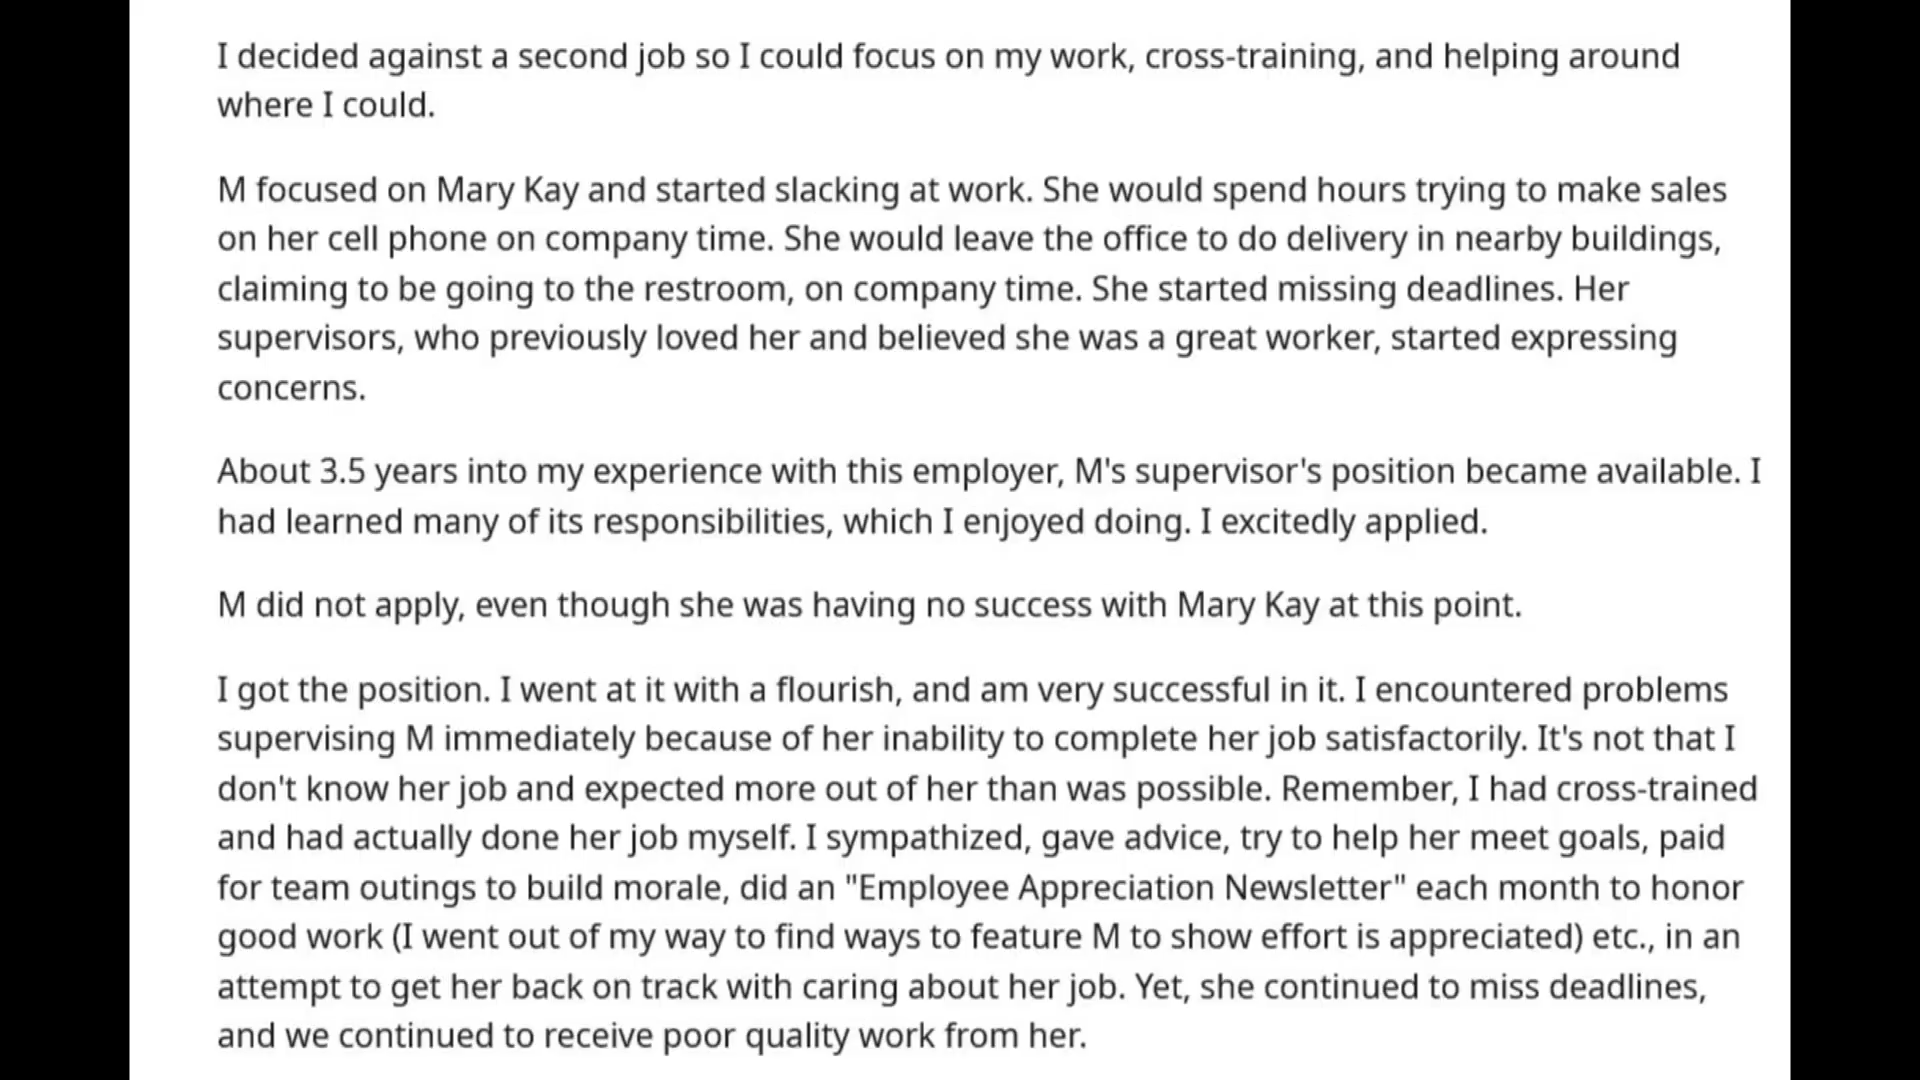 I decided against a second job so I could focus on my work, cross-training, and helping around
where I could.
M focused on Mary Kay and started slacking at work. She would spend hours trying to make sales
on her cell phone on company time. She would leave the office to do delivery in nearby buildings,
claiming to be going to the restroom, on company time. She started missing deadlines. Her
supervisors, who previously loved her and believed she was a great worker, started expressing
concerns.
About 3.5 years into my experience with this employer, M's supervisor's position became available. I
had learned many of its responsibilities, which I enjoyed doing. I excitedly applied.
M did not apply, even though she was having no success with Mary Kay at this point.
I got the position. I went at it with a flourish, and am very successful in it. I encountered problems
supervising M immediately because of her inability to complete her job satisfactorily. It's not that I
don't know her job and expected more out of her than was possible. Remember, I had cross-trained
and had actually done her job myself. I sympathized, gave advice, try to help her meet goals, paid
for team outings to build morale, did an "Employee Appreciation Newsletter" each month to honor
good work (I went out of my way to find ways to feature M to show effort is appreciated) etc., in an
attempt to get her back on track with caring about her job. Yet, she continued to miss deadlines,
and we continued to receive poor quality work from her.